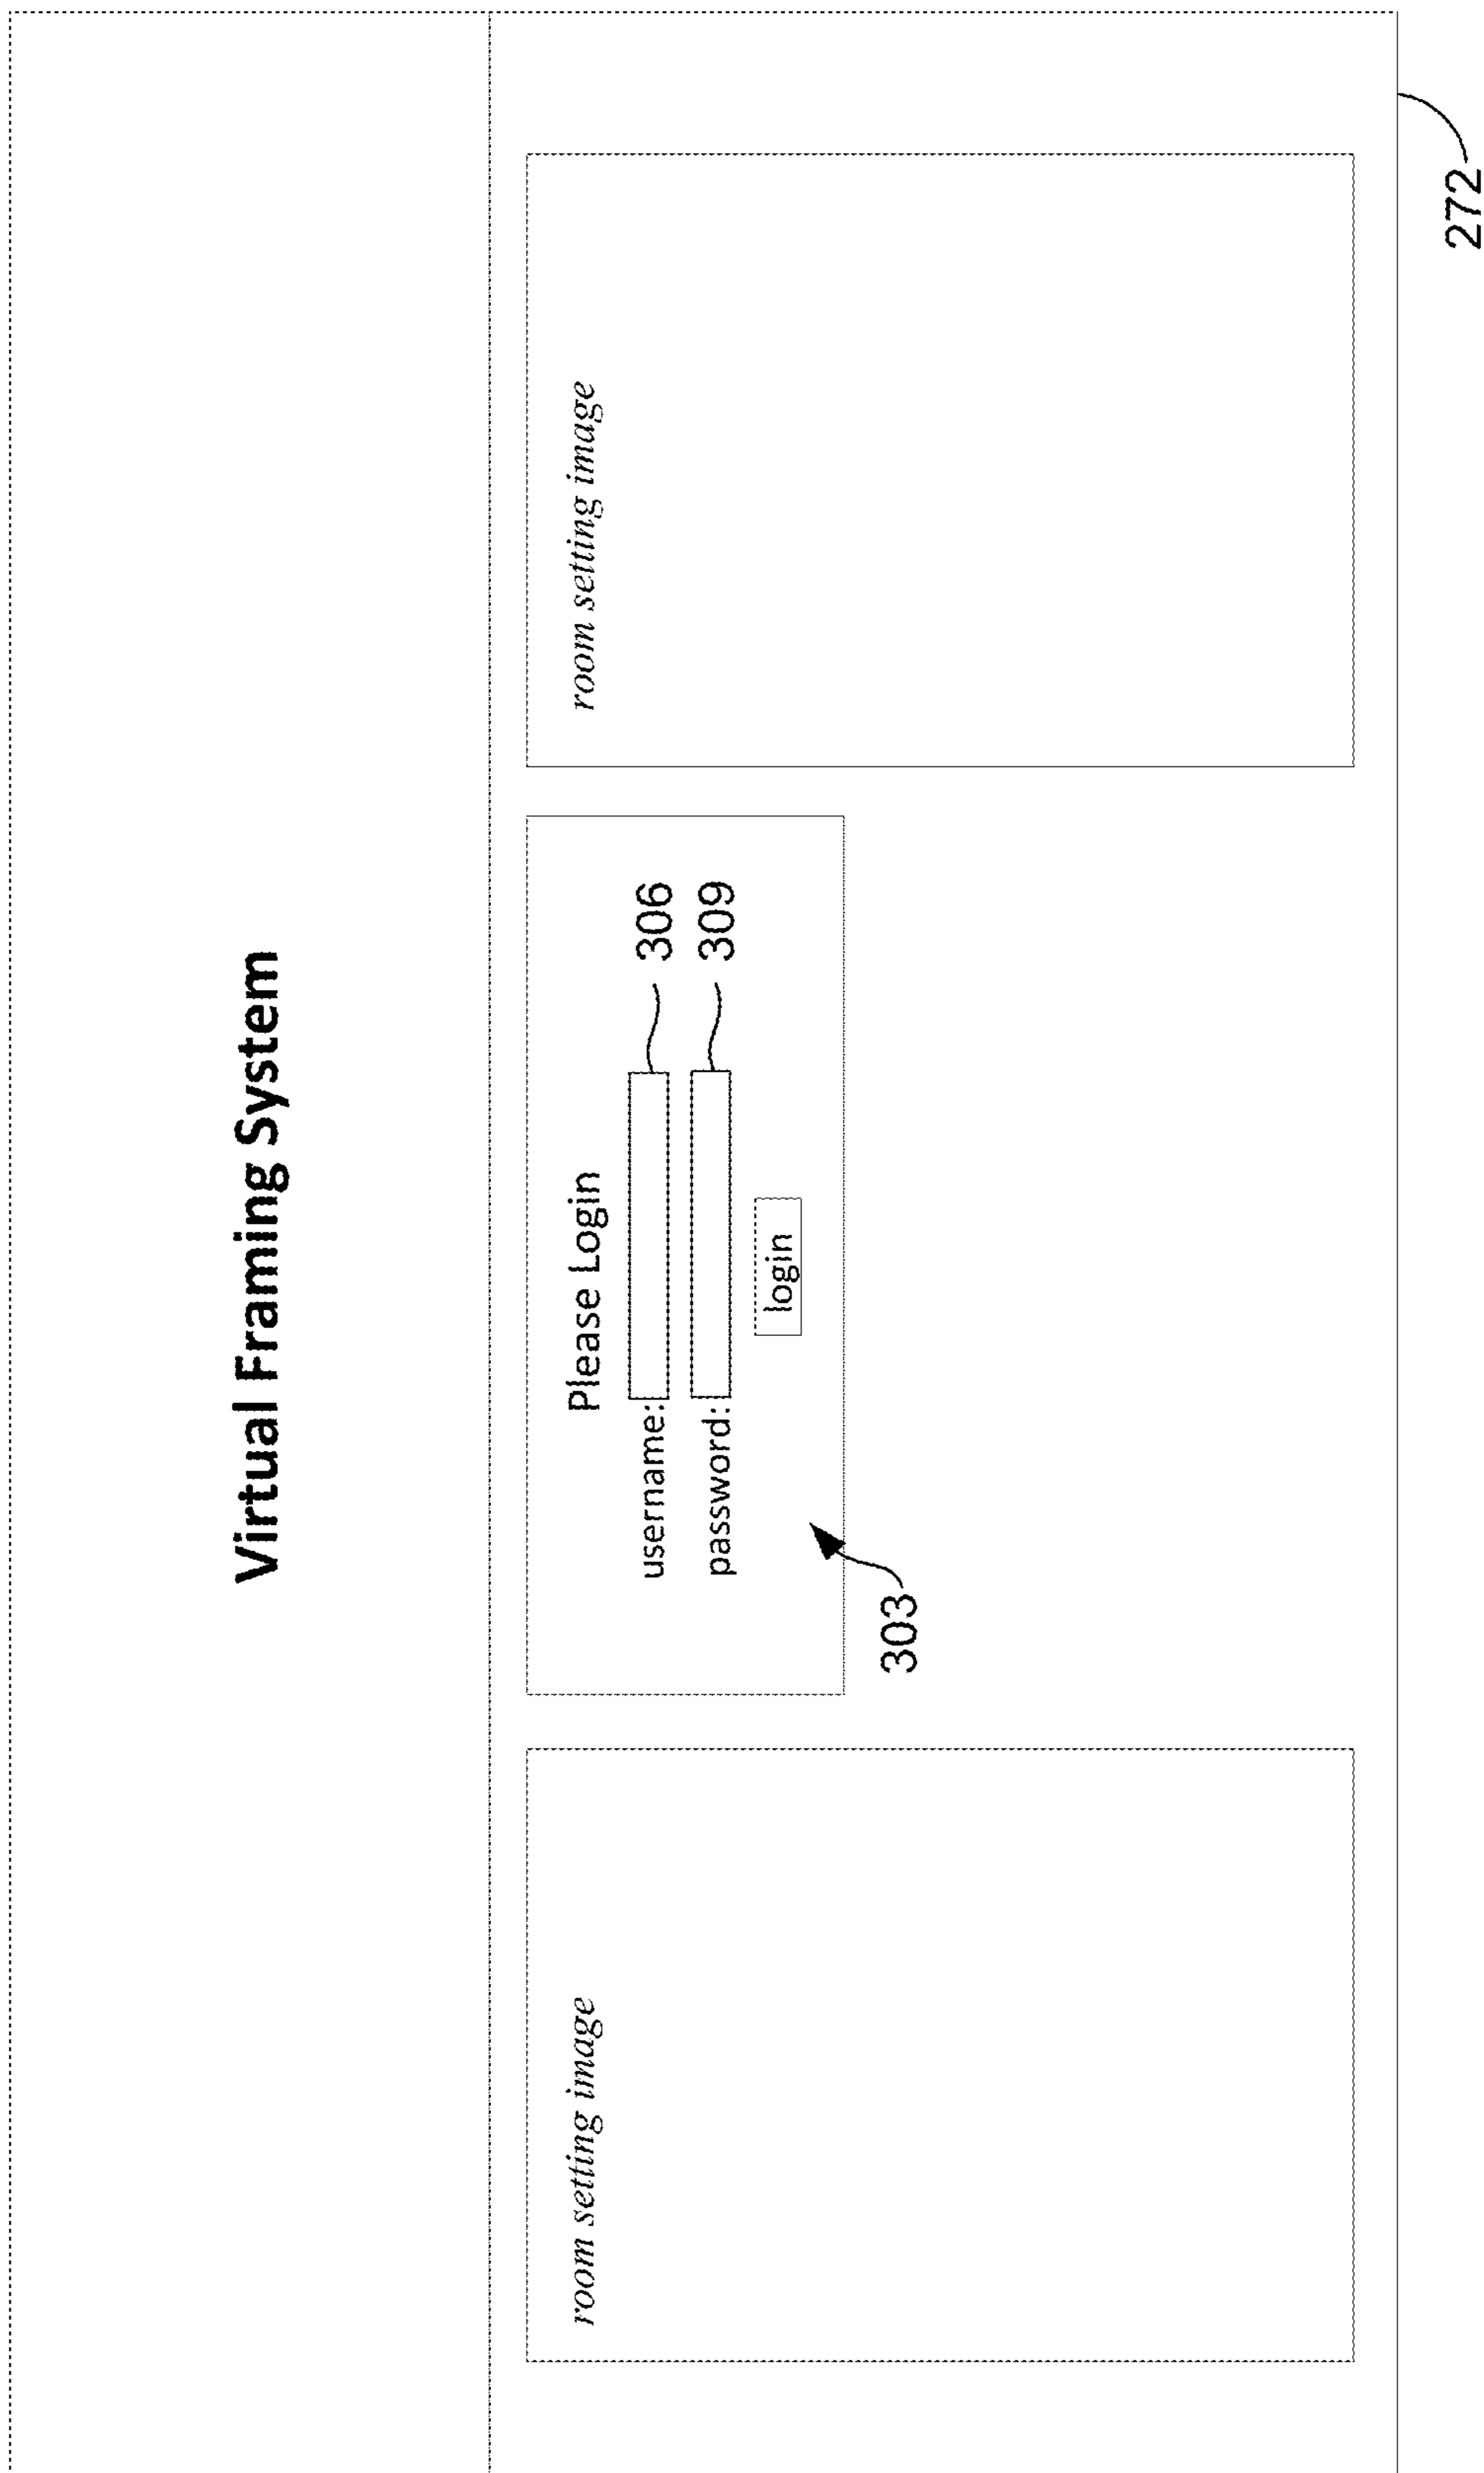 Virtual Framing System
room setting image
Please Login
username:
306
password:
309
login
303
room setting image
272